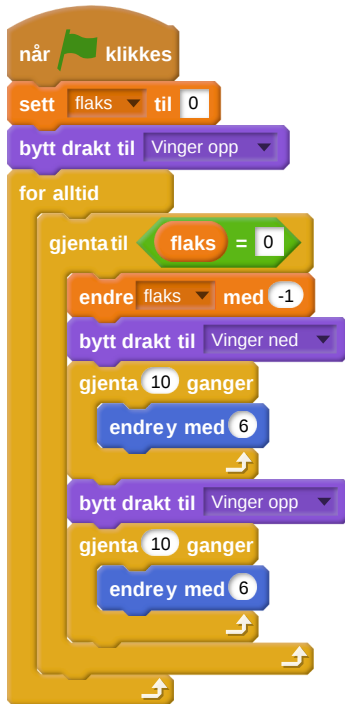 når klikkes
sett flaks til 0
bytt drakt til Vinger opp
for alltid
gjenta til flaks = 0
endre flaks med -1
bytt drakt til Vinger ned
gjenta 10 ganger
endre y med 6
bytt drakt til Vinger opp
gjenta 10 ganger
endre y med 6